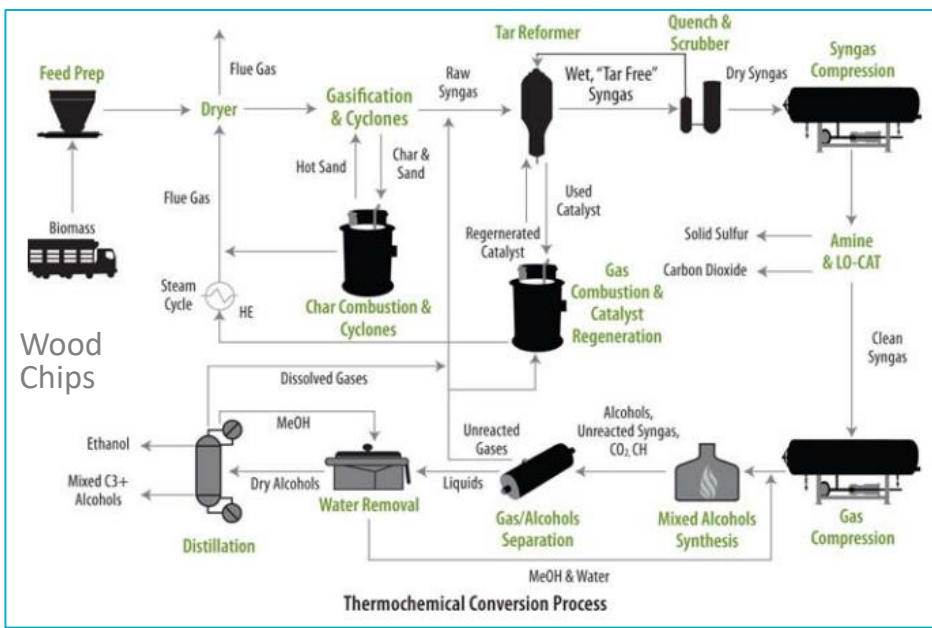 Tar Reformer
Quench &
Scrubber
Syngas
Compression
Feed Prep
Flue Gas
Dryer
Gasification
& Cyclones
Raw
Syngas
Wet, "Tar Free"
Syngas
Dry Syngas
Hot Sand
Char &
Sand
Flue Gas
Used
Catalyst
Biomass
Regernerated
Catalyst
Solid Sulfur
Amine
& LO-CAT
Carbon Dioxide
Steam
Cycle
HE
Char Combustion &
Cyclones
Gas
Combustion &
Catalyst
Regeneration
Wood
Chips
Clean
Syngas
Dissolved Gases
MeOH
Ethanol
Unreacted
Gases
Alcohols,
Unreacted Syngas,
CO₂, CH
Mixed C3+
Alcohols
Dry Alcohols
Water Removal
Liquids
Distillation
Gas/Alcohols
Separation
Mixed Alcohols
Synthesis
Gas
Compression
MeOH & Water
Thermochemical Conversion Process